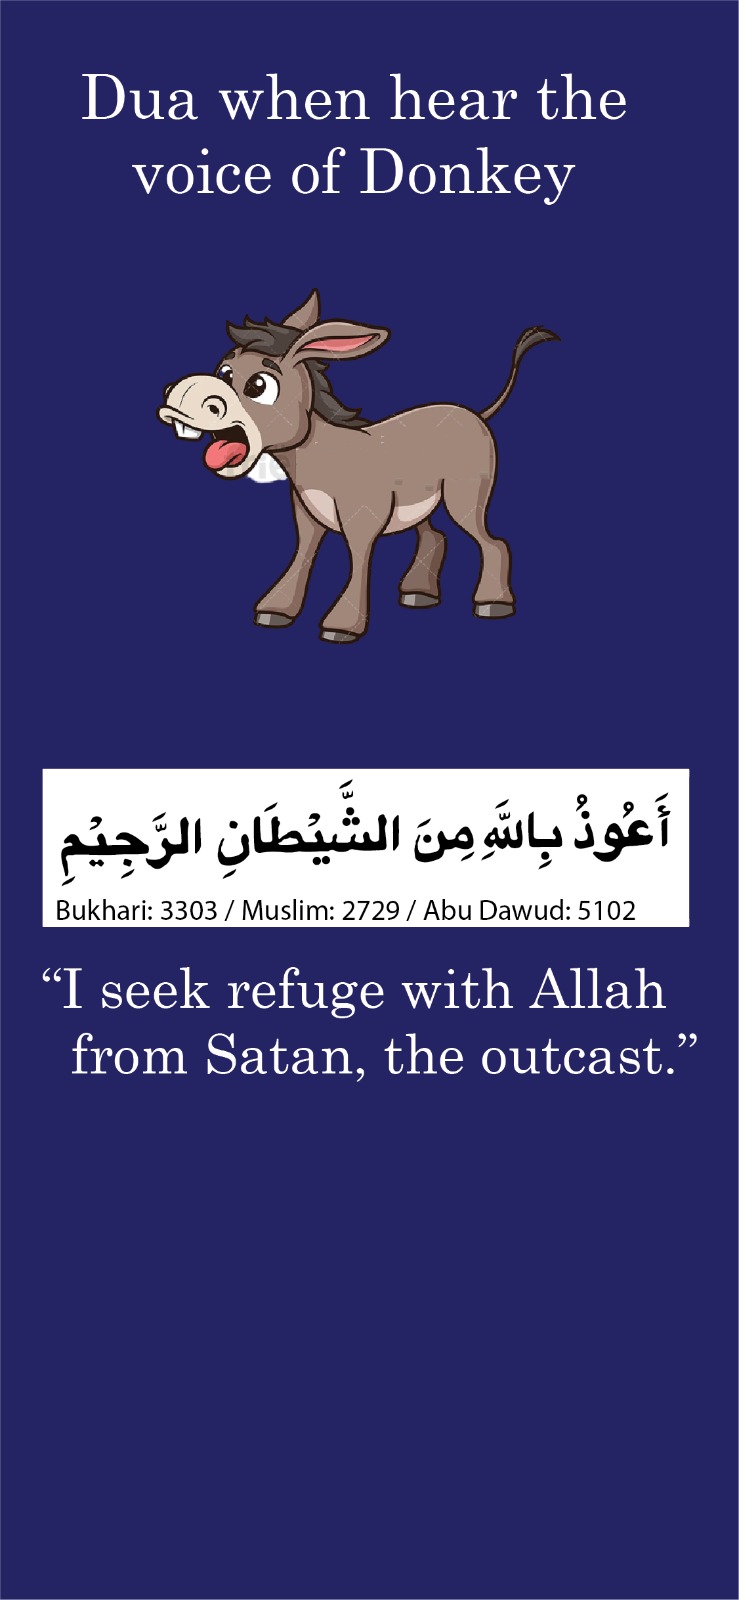 Dua when hear the
voice of Donkey
أَعُوذُ بِاللَّهِ مِنَ الشَّيْطَانِ الرَّجِيْمِ
Bukhari: 3303 / Muslim: 2729 / Abu Dawud: 5102
“I seek refuge with Allah
from Satan, the outcast.”